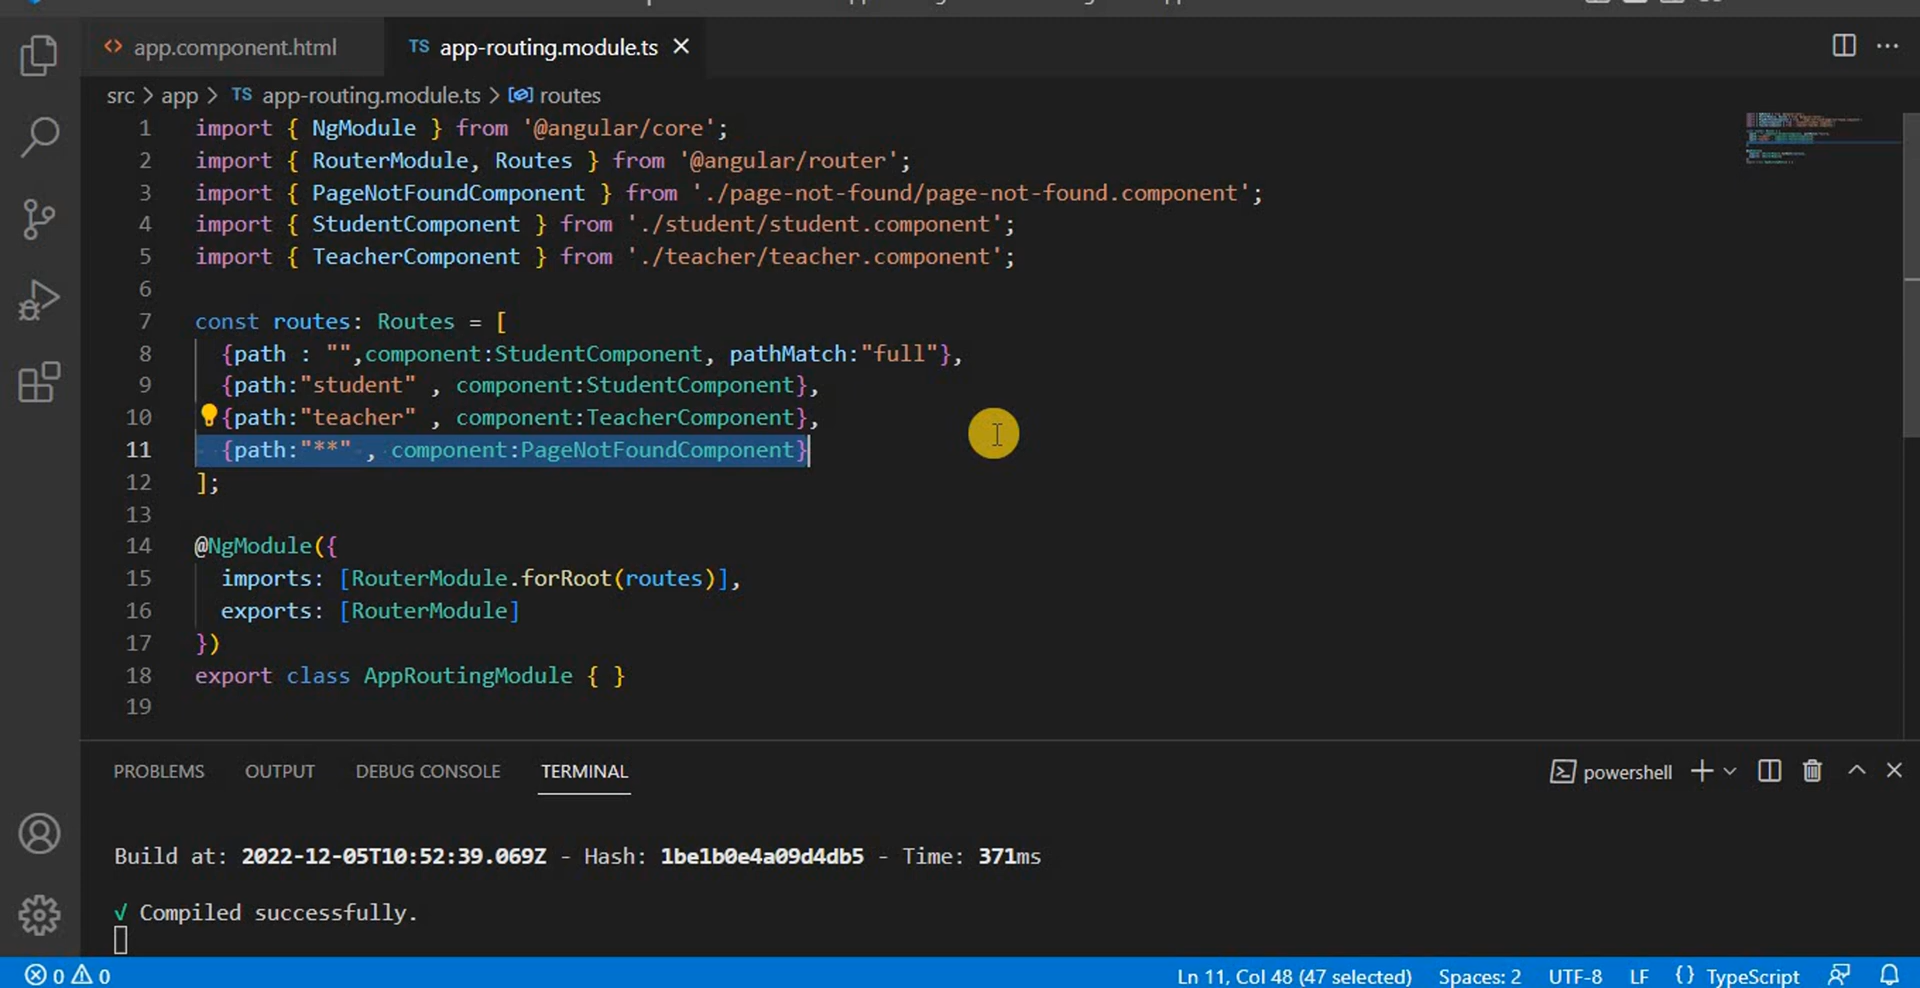 app.component.html
TS app-routing.module.ts
src > app > TS app-routing.module.ts > routes
1 import { NgModule } from '@angular/core';
2 import { RouterModule, Routes } from '@angular/router';
3 import { PageNotFoundComponent } from './page-not-found/page-not-found.component';
4 import { StudentComponent } from './student/student.component';
5 import { TeacherComponent } from './teacher/teacher.component';
6
7 const routes: Routes = [
8 {path : "",component:StudentComponent, pathMatch:"full"},
9 {path:"student" , component:StudentComponent},
10 {path:"teacher" , component:TeacherComponent},
11 {path:"**" , component:PageNotFoundComponent}
12 ];
13
14 @NgModule({
15 imports: [RouterModule.forRoot(routes)],
16 exports: [RouterModule]
17 })
18 export class AppRoutingModule { }
19
PROBLEMS OUTPUT DEBUG CONSOLE TERMINAL powershell
Build at: 2022-12-05T10:52:39.069Z - Hash: 1be1b0e4a09d4db5 - Time: 371ms
√ Compiled successfully.
0 0 Ln 11, Col 48 (47 selected) Spaces: 2 UTF-8 LF {} TypeScript